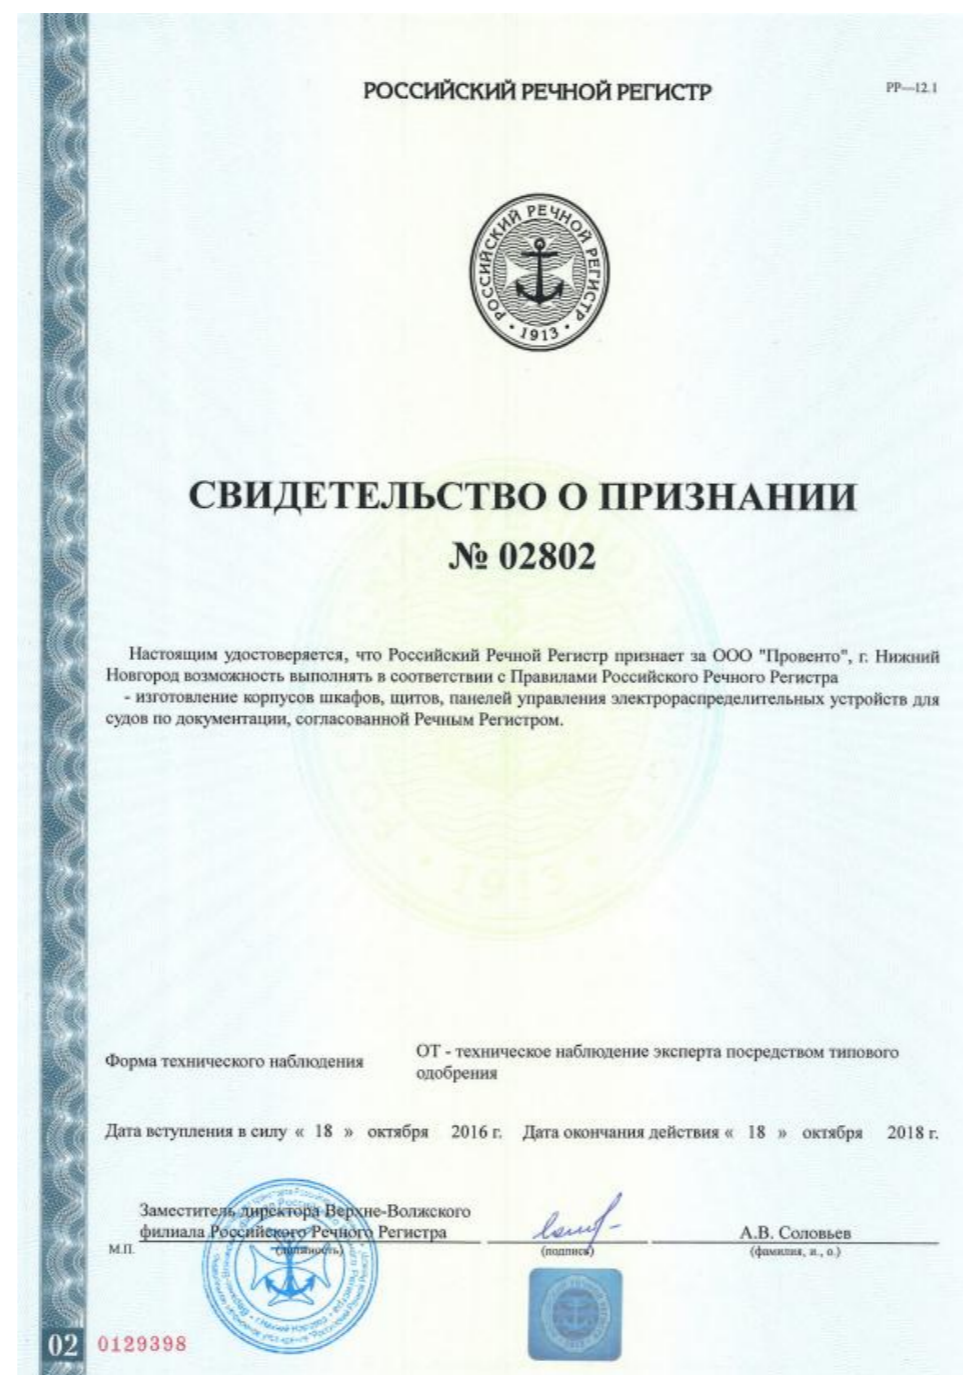 РОССИЙСКИЙ РЕЧНОЙ РЕГИСТР
РР—12.1
РОССИЙСКИЙ РЕЧНОЙ РЕГИСТР
• 1913 •
СВИДЕТЕЛЬСТВО О ПРИЗНАНИИ
№ 02802
Настоящим удостоверяется, что Российский Речной Регистр признает за ООО "Провенто", г. Нижний
Новгород возможность выполнять в соответствии с Правилами Российского Речного Регистра
- изготовление корпусов шкафов, щитов, панелей управления электрораспределительных устройств для
судов по документации, согласованной Речным Регистром.
Форма технического наблюдения
ОТ - техническое наблюдение эксперта посредством типового
одобрения
Дата вступления в силу « 18 » октября 2016 г. Дата окончания действия « 18 » октября 2018 г.
Заместитель директора Верхне-Волжского
филиала Российского Речного Регистра
А.В. Соловьев
М.П.
(должность)
(подпись)
(фамилия, и., о.)
02
0129398